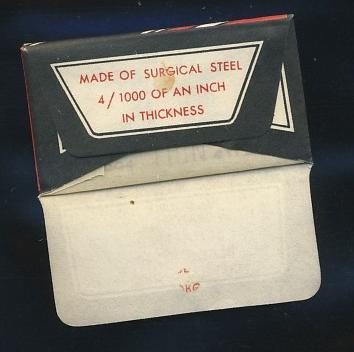 MADE OF SURGICAL STEEL
4/1000 OF AN INCH
IN THICKNESS